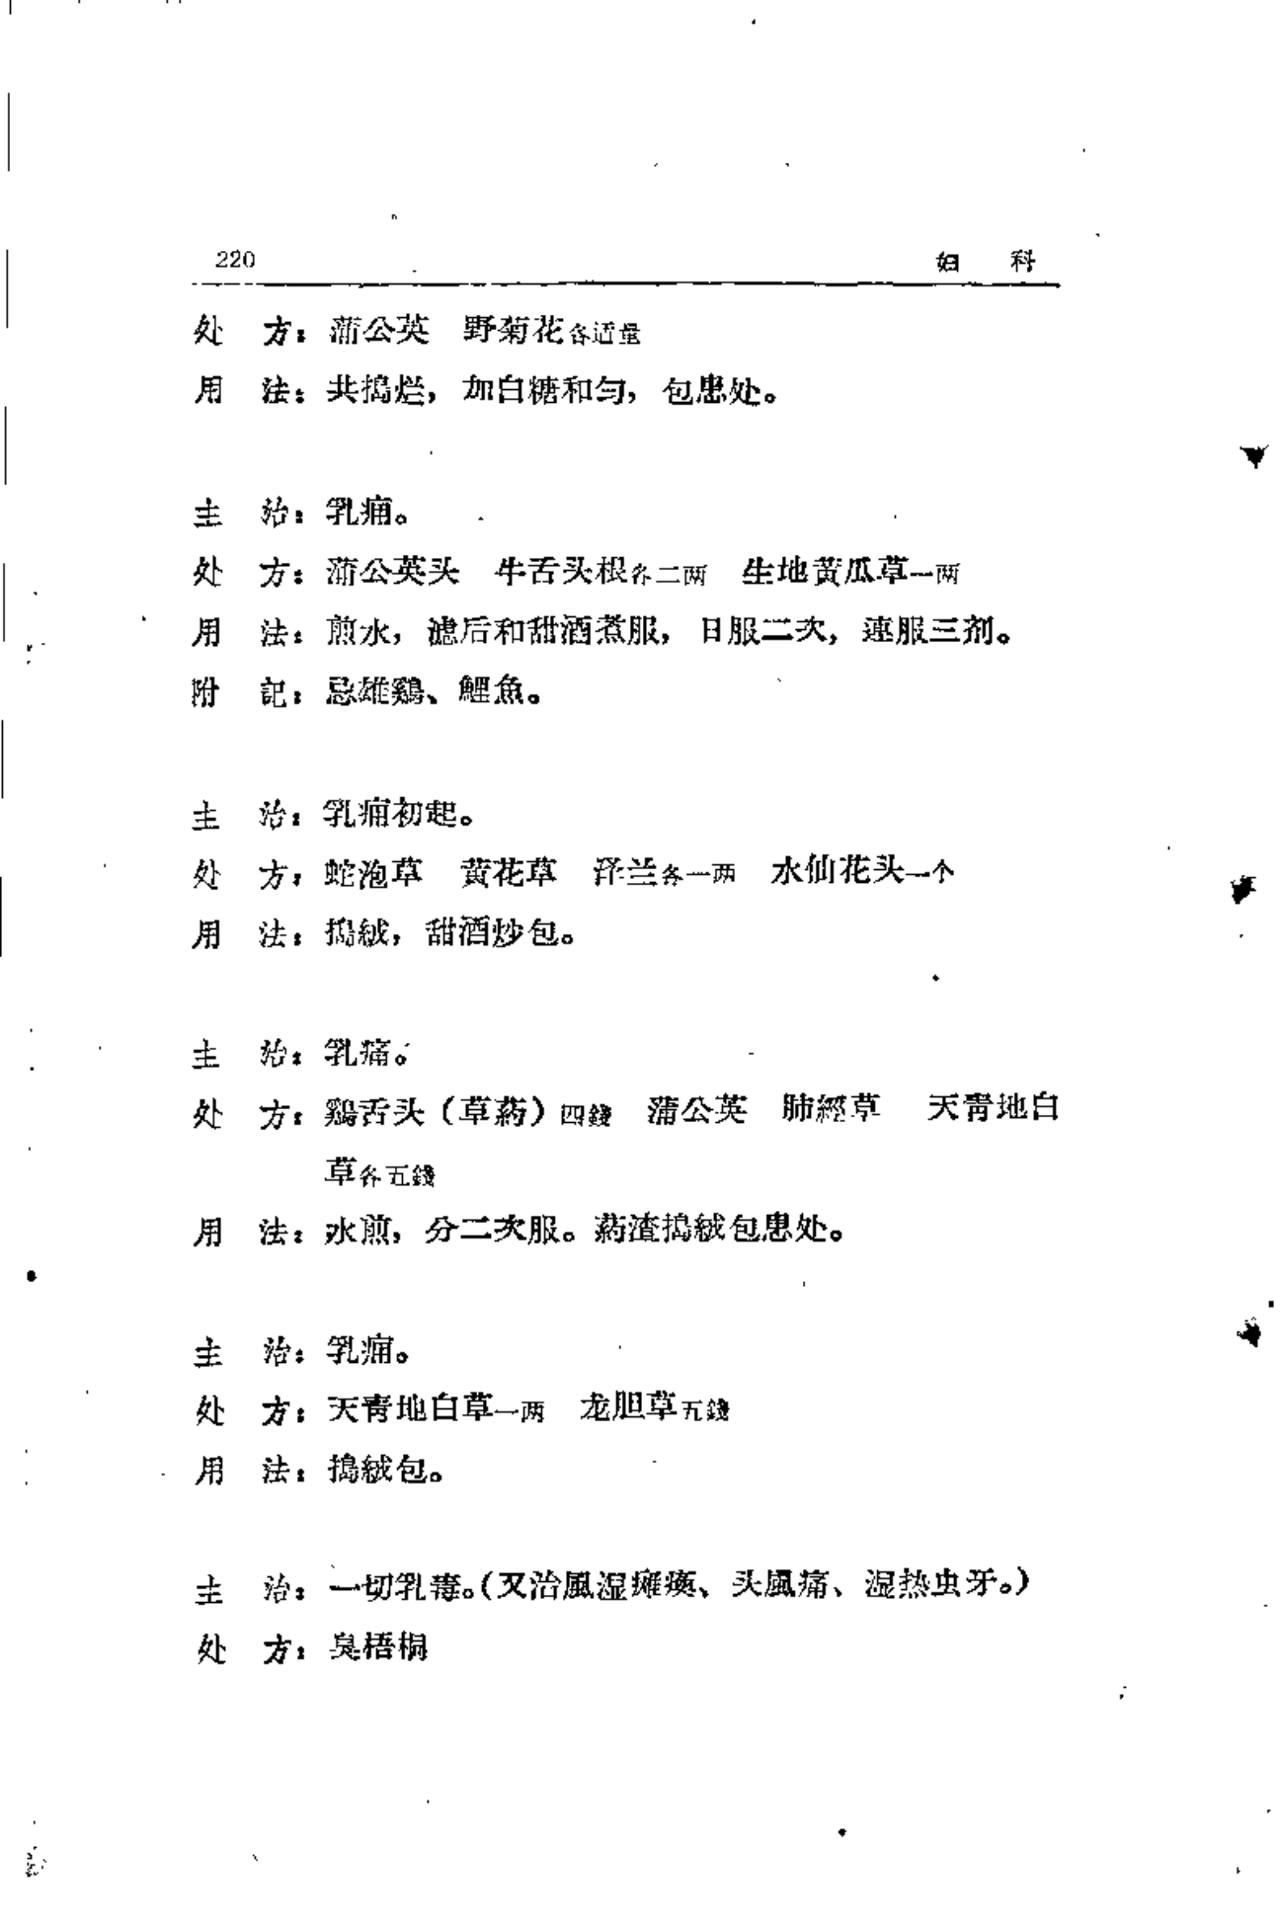 220 妇　科
处　方：蒲公英　野菊花各适量
用　法：共搗烂，加白糖和匀，包患处。
主　治：乳痈。
处　方：蒲公英头　牛舌头根各二两　生地黄瓜草一两
用　法：煎水，滤后和甜酒煮服，日服二次，連服三剂。
附　記：忌雄鷄、鯉魚。
主　治：乳痈初起。
处　方：蛇泡草　黄花草　泽兰各一两　水仙花头一个
用　法：搗絨，甜酒炒包。
主　治：乳痛。
处　方：鷄舌头（草葯）四錢　蒲公英　肺經草　天青地白
草各五錢
用　法：水煎，分二次服。葯渣搗絨包患处。
主　治：乳痈。
处　方：天青地白草一两　龙胆草五錢
用　法：搗絨包。
主　治：一切乳毒。（又治風湿瘫痪、头風痛、湿热虫牙。）
处　方：臭梧桐